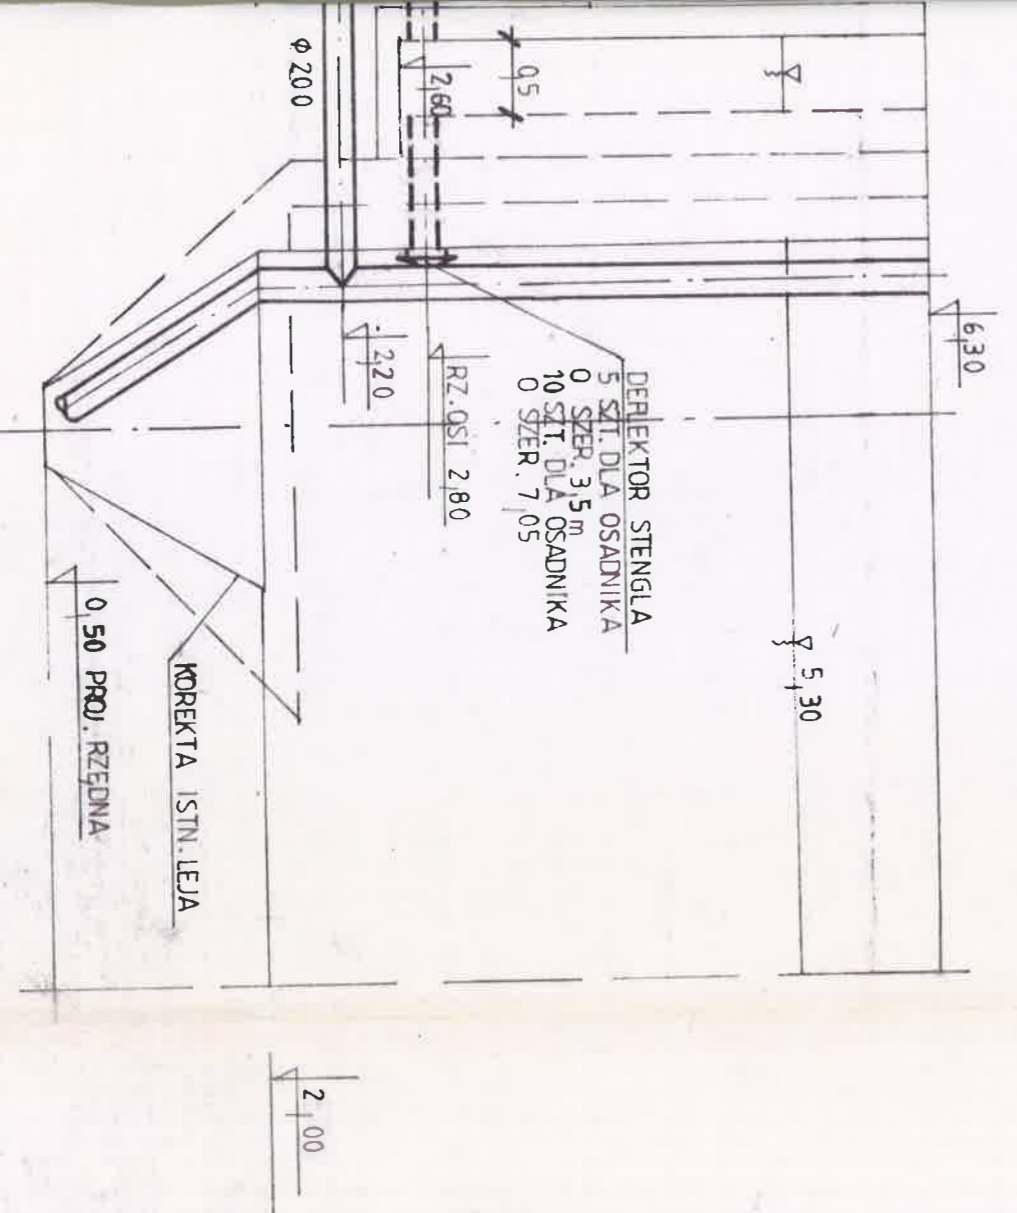 6,30
5,30
0,5
DEFLEKTOR STENGLA
5 SZT. DLA OSADNIKA
O SZER. 3,5 m
10 SZT. DLA OSADNIKA
O SZER. 7,05
2,60
RZ. OSI 2,80
2,20
Φ 200
2,00
KOREKTA ISTN. LEJA
0,50 PROJ. RZĘDNA